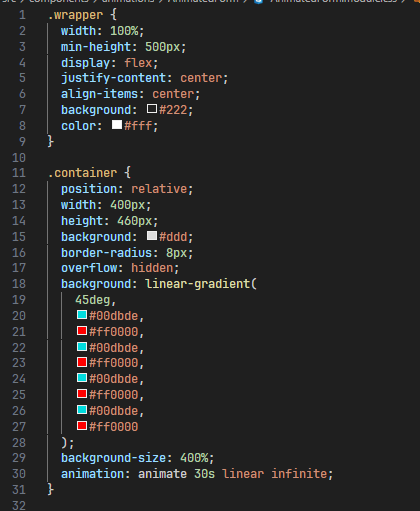 src > components > animations > AnimatedForm > AnimatedForm.module.css >
1 .wrapper {
2 width: 100%;
3 min-height: 500px;
4 display: flex;
5 justify-content: center;
6 align-items: center;
7 background: #222;
8 color: #fff;
9 }
10
11 .container {
12 position: relative;
13 width: 400px;
14 height: 460px;
15 background: #ddd;
16 border-radius: 8px;
17 overflow: hidden;
18 background: linear-gradient(
19 45deg,
20 #00dbde,
21 #ff0000,
22 #00dbde,
23 #ff0000,
24 #00dbde,
25 #ff0000,
26 #00dbde,
27 #ff0000
28 );
29 background-size: 400%;
30 animation: animate 30s linear infinite;
31 }
32